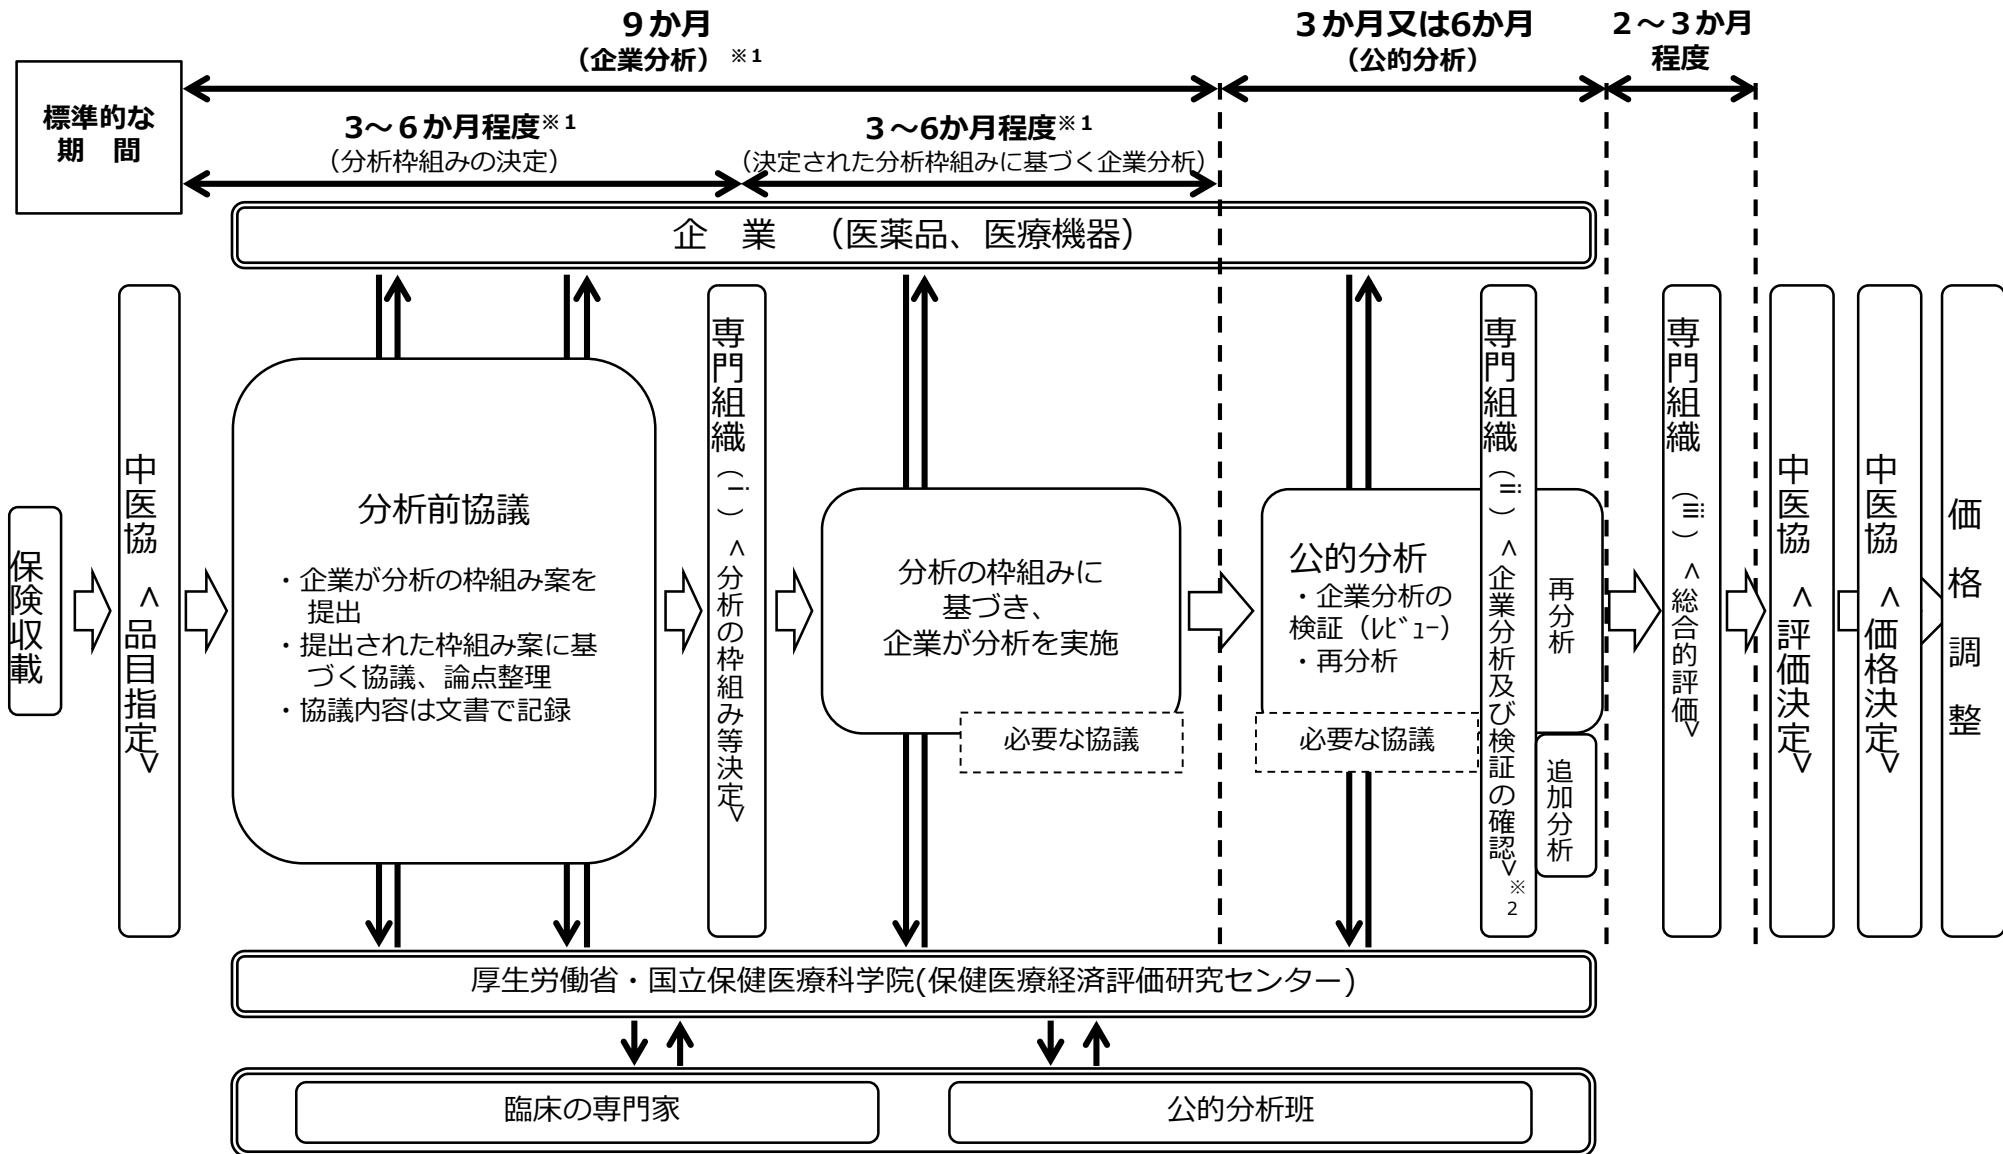 9か月
（企業分析）※1
3か月又は6か月
（公的分析）
2～3か月
程度
標準的な
期　間
3～6か月程度※1
（分析枠組みの決定）
3～6か月程度※1
（決定された分析枠組みに基づく企業分析）
企　業　（医薬品、医療機器）
保険収載
中医協　<品目指定>
分析前協議
・企業が分析の枠組み案を
提出
・提出された枠組み案に基
づく協議、論点整理
・協議内容は文書で記録
専門組織（ⅰ）<分析の枠組み等決定>
分析の枠組みに
基づき、
企業が分析を実施
必要な協議
公的分析
・企業分析の
検証（ﾚﾋﾞｭｰ）
・再分析
必要な協議
専門組織（ⅱ）<企業分析及び検証の確認>※2
再分析
追加分析
専門組織　（ⅲ）<総合的評価>
中医協　<評価決定>
中医協　<価格決定>
価格調整
厚生労働省・国立保健医療科学院(保健医療経済評価研究センター)
臨床の専門家
公的分析班